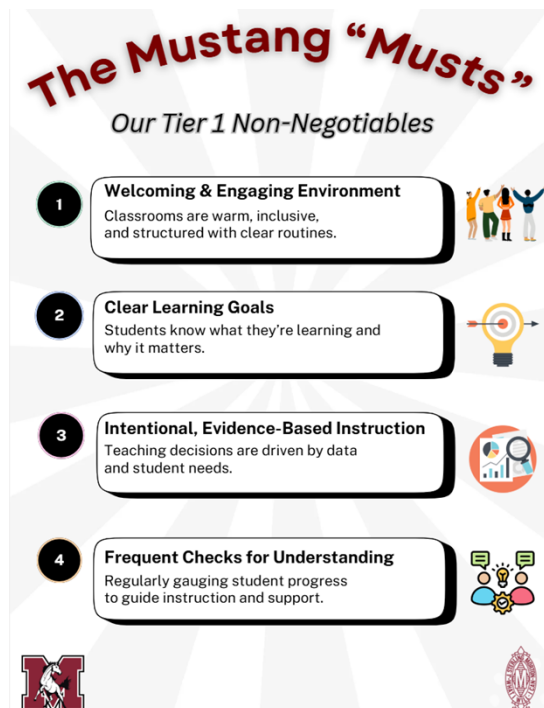 The Mustang “Musts”
Our Tier 1 Non-Negotiables
1
Welcoming & Engaging Environment
Classrooms are warm, inclusive,
and structured with clear routines.
2
Clear Learning Goals
Students know what they’re learning and
why it matters.
3
Intentional, Evidence-Based Instruction
Teaching decisions are driven by data
and student needs.
4
Frequent Checks for Understanding
Regularly gauging student progress
to guide instruction and support.
M
M